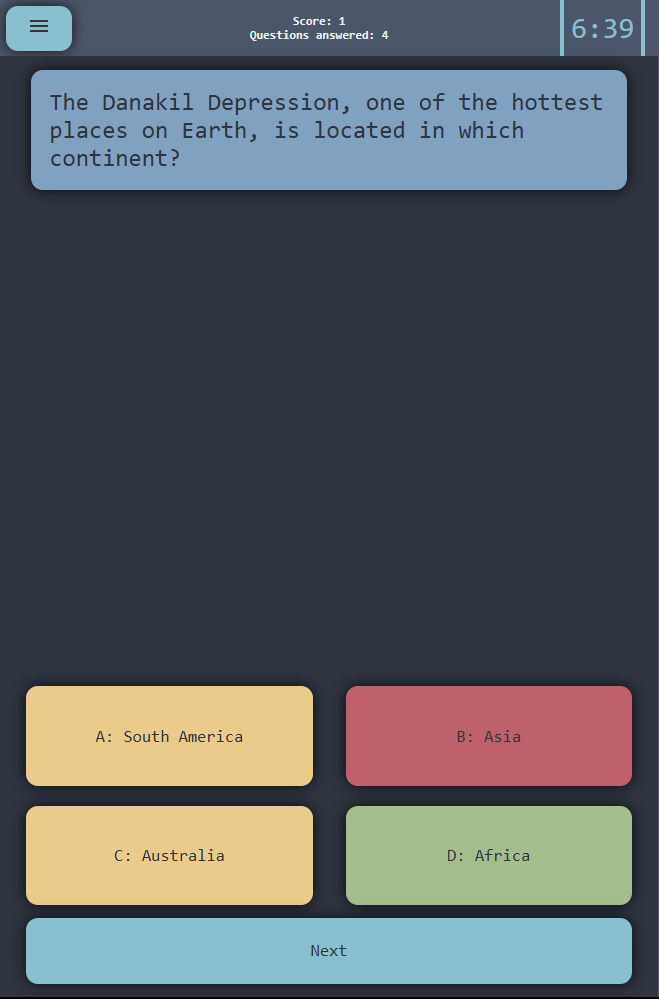 Score: 1
Questions answered: 4
6:39
The Danakil Depression, one of the hottest
places on Earth, is located in which
continent?
A: South America
B: Asia
C: Australia
D: Africa
Next